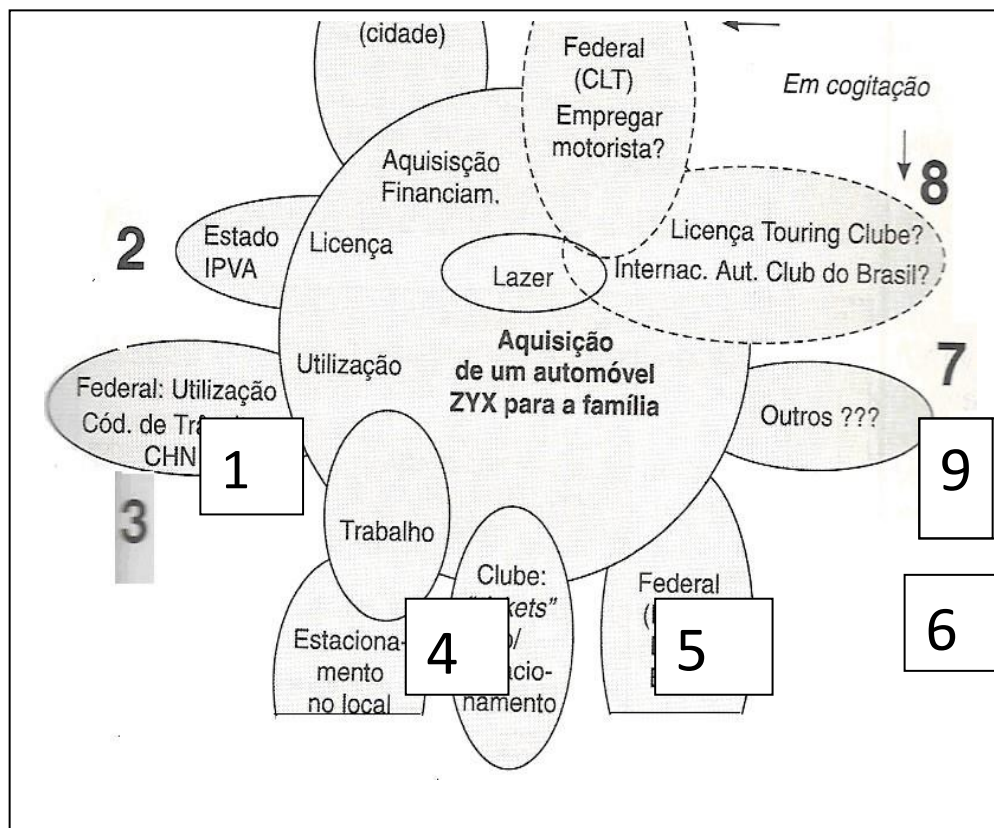 (cidade)
Federal
(CLT)
Empregar
motorista?
Em cogitação
Aquisisção
Financiam.
8
2
Estado
IPVA
Licença
Licença Touring Clube?
Internac. Aut. Club do Brasil?
Lazer
Aquisição
de um automóvel
ZYX para a família
Utilização
7
Federal: Utilização
Cód. de
CHN
Outros ???
1
9
3
Trabalho
Clube:
Federal
4
5
6
Estaciona-
mento
no local
namento